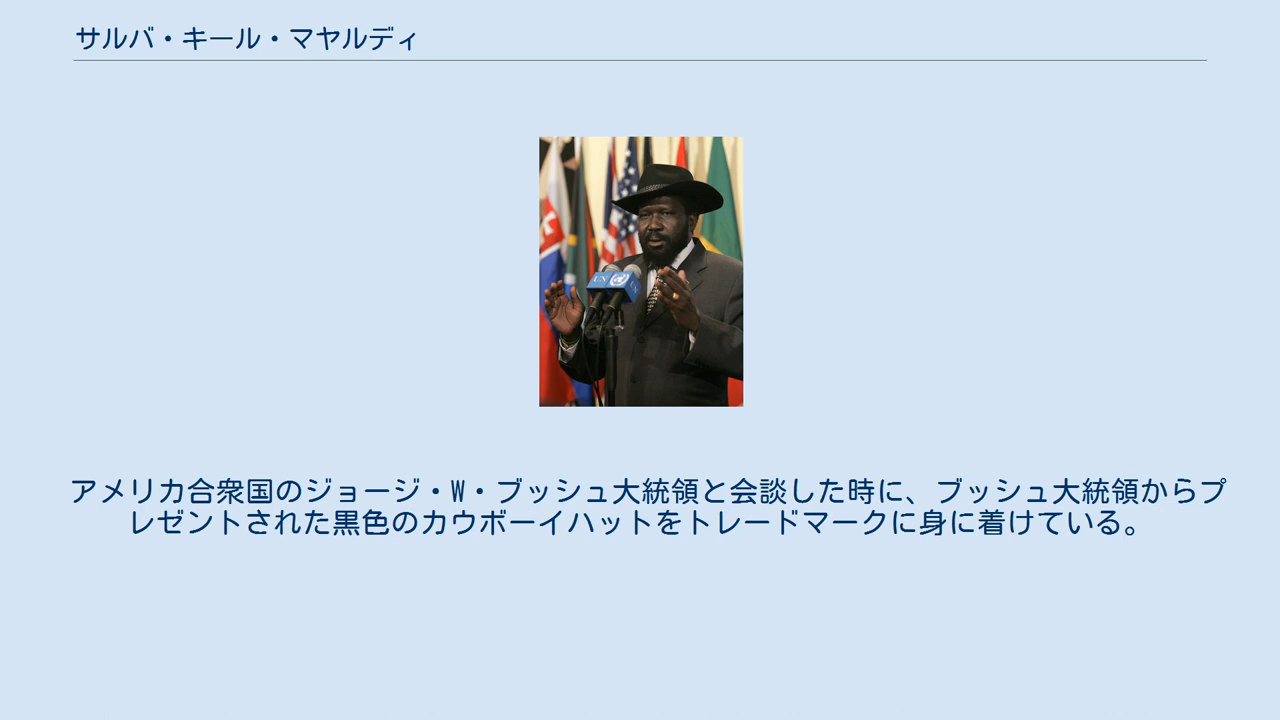 サルバ・キール・マヤルディ
UN
UN
アメリカ合衆国のジョージ・W・ブッシュ大統領と会談した時に、ブッシュ大統領からプ
レゼントされた黒色のカウボーイハットをトレードマークに身に着けている。